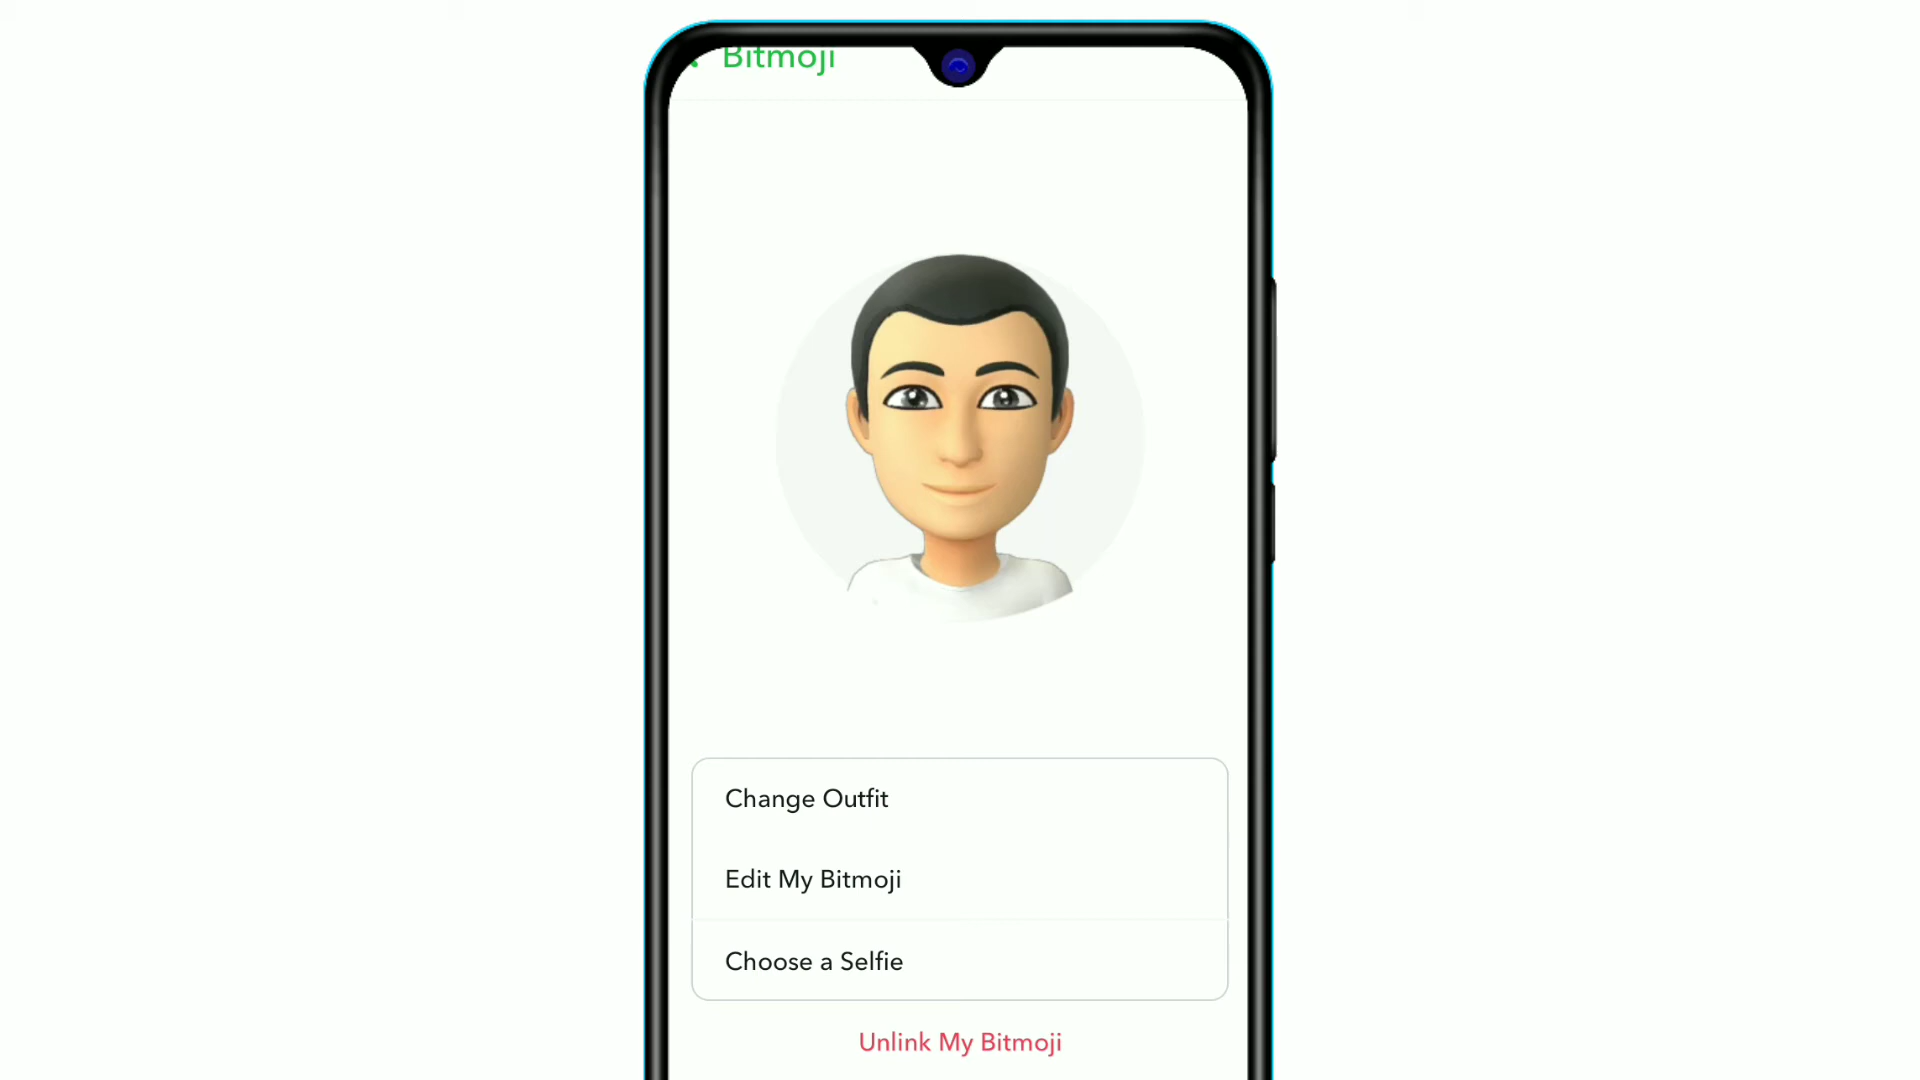 Bitmoji
Change Outfit
Edit My Bitmoji
Choose a Selfie
Unlink My Bitmoji